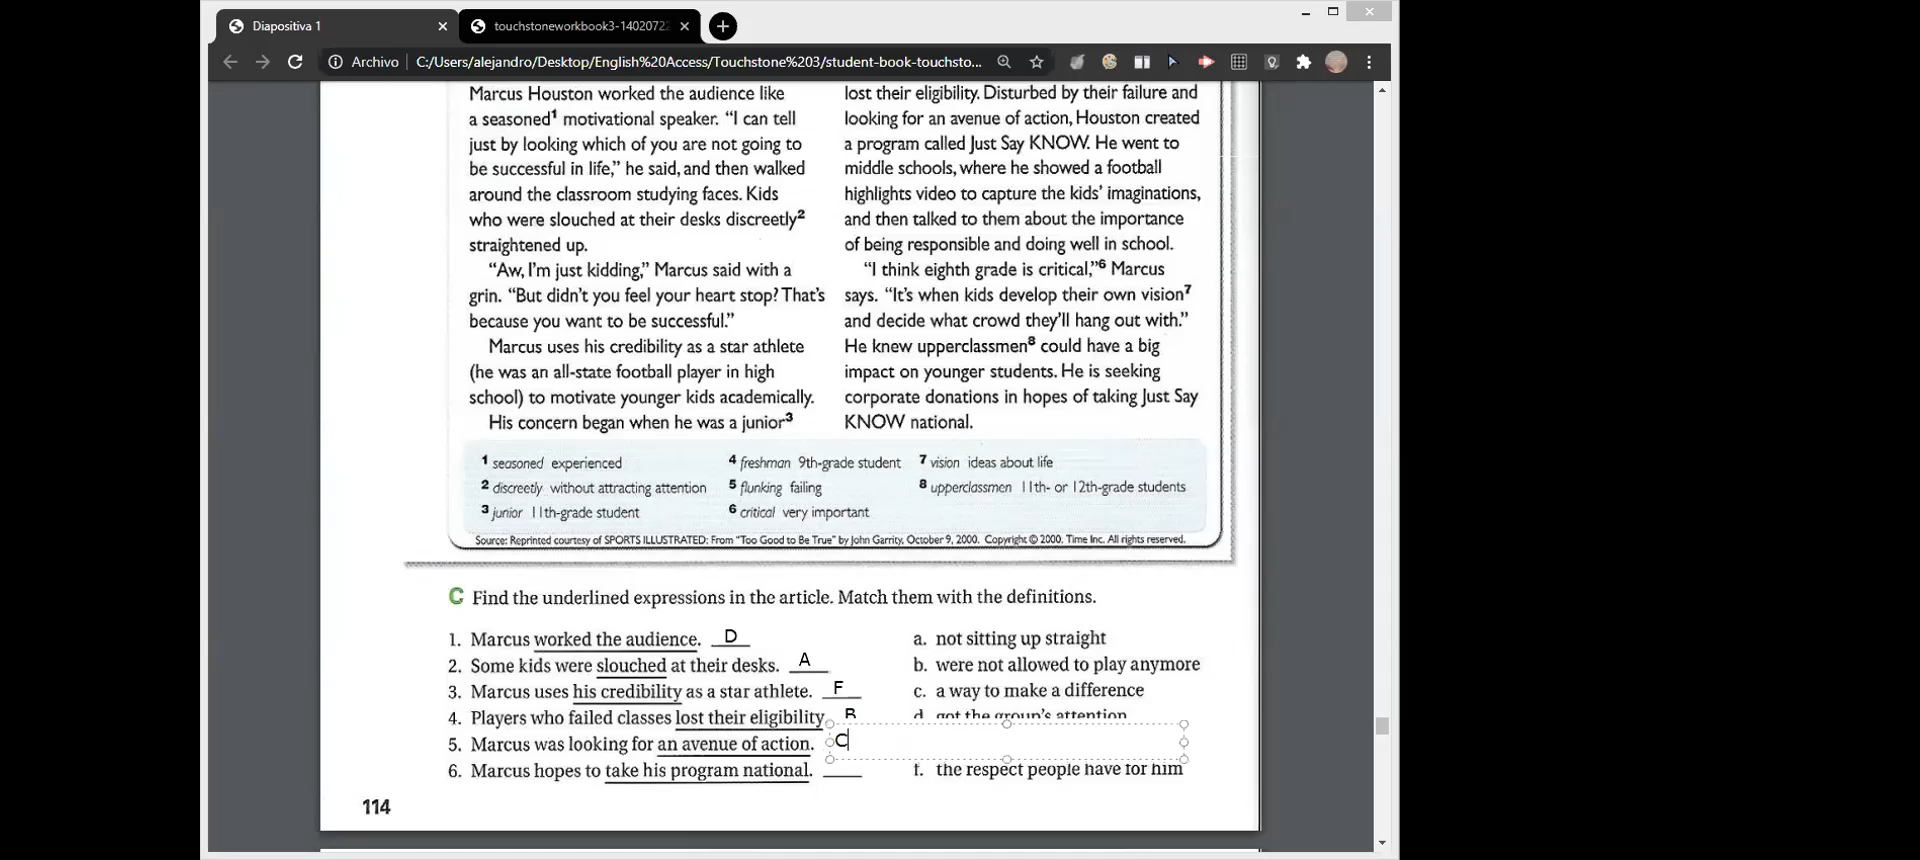 Diapositiva 1
touchstoneworkbook3-1402072
Archivo
C:/Users/alejandro/Desktop/English%20Access/Touchstone%203/student-book-touchsto...
Marcus Houston worked the audience like
a seasoned1 motivational speaker. “I can tell
just by looking which of you are not going to
be successful in life,” he said, and then walked
around the classroom studying faces. Kids
who were slouched at their desks discreetly2
straightened up.
“Aw, I’m just kidding,” Marcus said with a
grin. “But didn’t you feel your heart stop? That’s
because you want to be successful.”
Marcus uses his credibility as a star athlete
(he was an all-state football player in high
school) to motivate younger kids academically.
His concern began when he was a junior3
lost their eligibility. Disturbed by their failure and
looking for an avenue of action, Houston created
a program called Just Say KNOW. He went to
middle schools, where he showed a football
highlights video to capture the kids’ imaginations,
and then talked to them about the importance
of being responsible and doing well in school.
“I think eighth grade is critical,”6 Marcus
says. “It’s when kids develop their own vision7
and decide what crowd they’ll hang out with.”
He knew upperclassmen8 could have a big
impact on younger students. He is seeking
corporate donations in hopes of taking Just Say
KNOW national.
1 seasoned experienced
2 discreetly without attracting attention
3 junior 11th-grade student
4 freshman 9th-grade student
5 flunking failing
6 critical very important
7 vision ideas about life
8 upperclassmen 11th- or 12th-grade students
Source: Reprinted courtesy of SPORTS ILLUSTRATED: From “Too Good to Be True” by John Garrity, October 9, 2000. Copyright © 2000. Time Inc. All rights reserved.
C Find the underlined expressions in the article. Match them with the definitions.
1. Marcus worked the audience. D
2. Some kids were slouched at their desks. A
3. Marcus uses his credibility as a star athlete. F
4. Players who failed classes lost their eligibility B
5. Marcus was looking for an avenue of action. C
6. Marcus hopes to take his program national.
a. not sitting up straight
b. were not allowed to play anymore
c. a way to make a difference
d. got the group’s attention
f. the respect people have for him
114